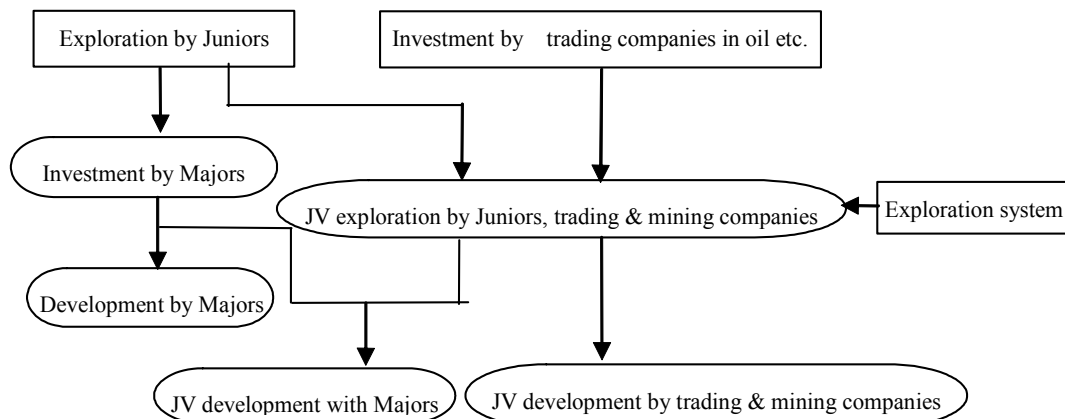 Exploration by Juniors
Investment by trading companies in oil etc.
Investment by Majors
JV exploration by Juniors, trading & mining companies
Exploration system
Development by Majors
JV development with Majors
JV development by trading & mining companies